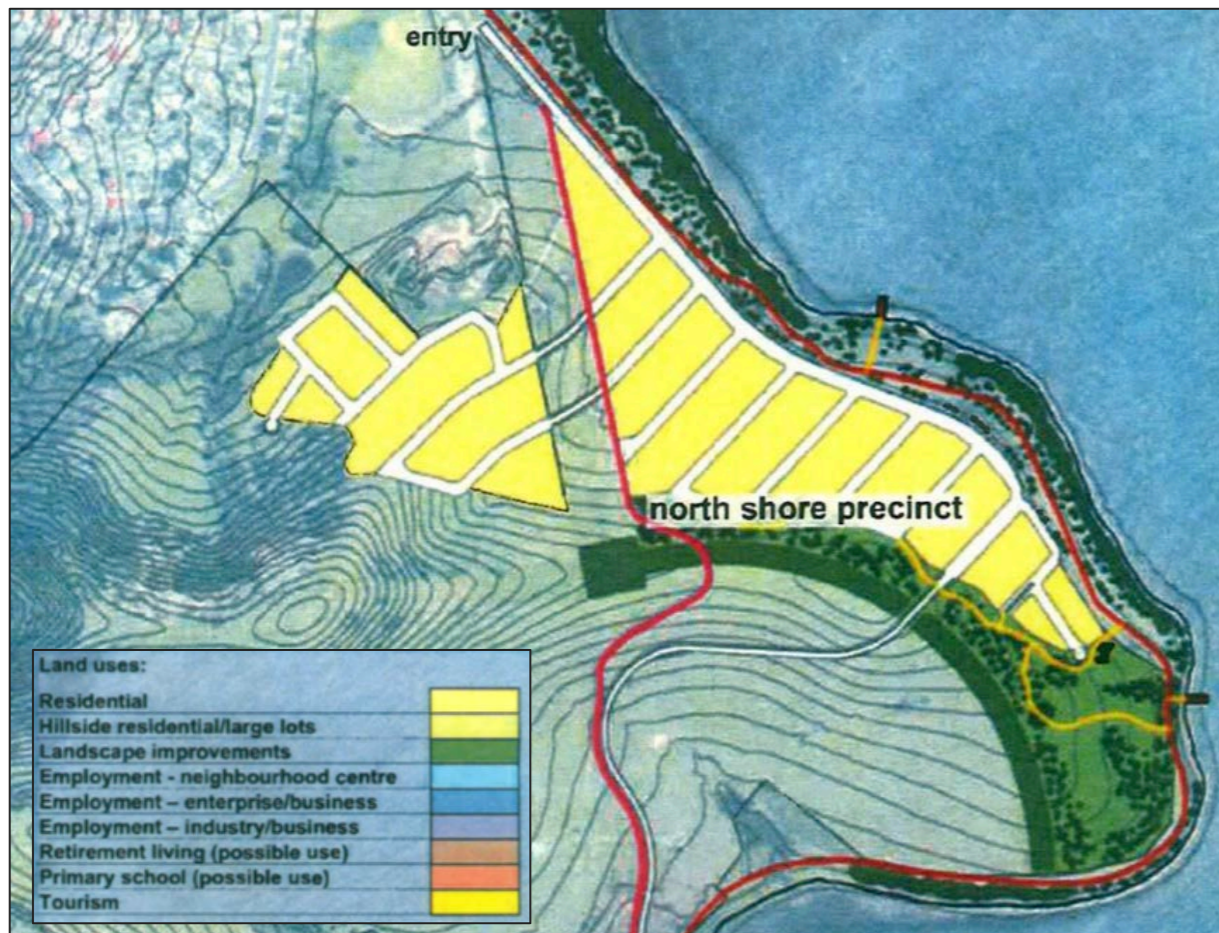 entry
north shore precinct
Land uses:
Residential
Hillside residential/large lots
Landscape improvements
Employment - neighbourhood centre
Employment – enterprise/business
Employment – industry/business
Retirement living (possible use)
Primary school (possible use)
Tourism